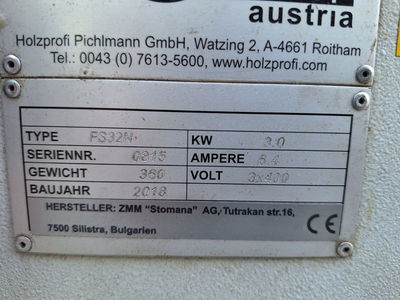 austria
Holzprofi Pichlmann GmbH, Watzing 2, A-4661 Roitham
Tel.: 0043 (0) 7613-5600, www.holzprofi.com
TYPE FS32N KW 3.0
SERIENNR. 0315 AMPERE 6.4
GEWICHT 360 VOLT 3x400
BAUJAHR 2018
HERSTELLER: ZMM "Stomana" AG, Tutrakan str.16,
7500 Silistra, Bulgarien CE